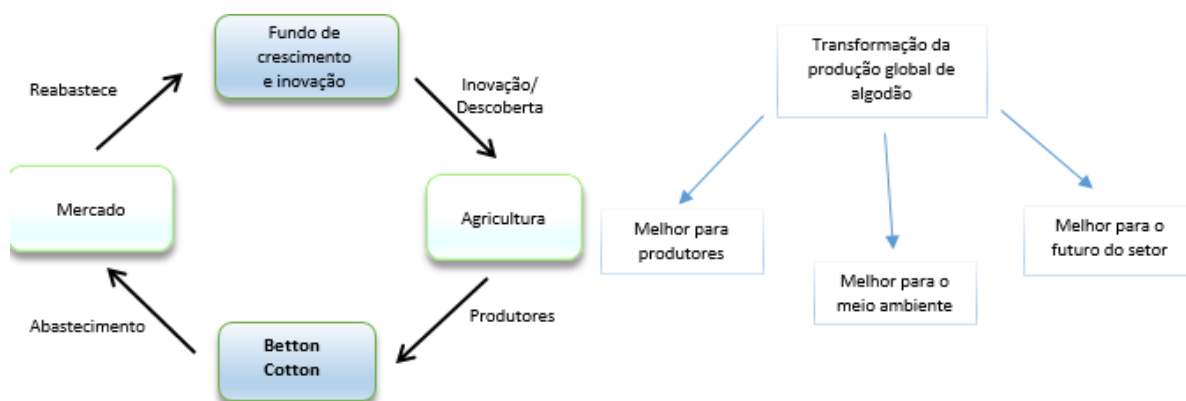 Fundo de
crescimento
e inovação
Reabastece
Inovação/
Descoberta
Mercado
Agricultura
Abastecimento
Produtores
Betton
Cotton
Transformação da
produção global de
algodão
Melhor para
produtores
Melhor para o
meio ambiente
Melhor para o
futuro do setor